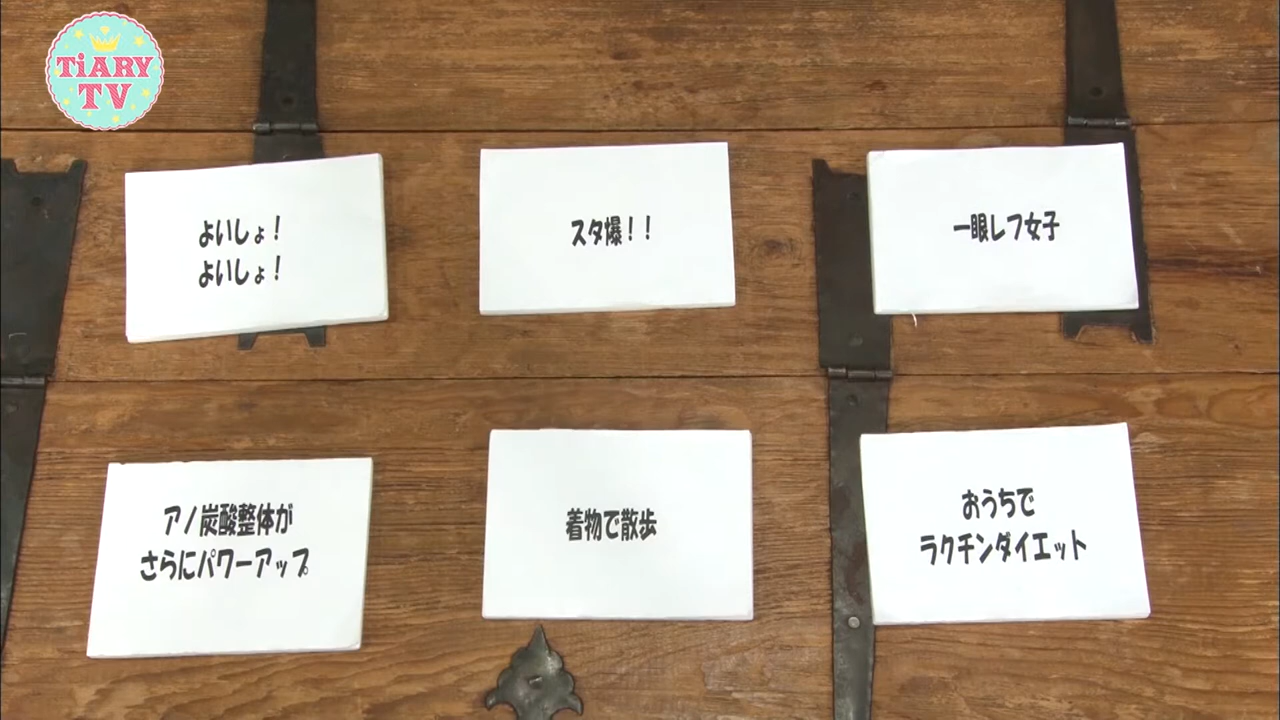 TiARY
TV
よいしょ！
よいしょ！
スタ爆！！
一眼レフ女子
アノ炭酸整体が
さらにパワーアップ
着物で散歩
おうちで
ラクチンダイエット